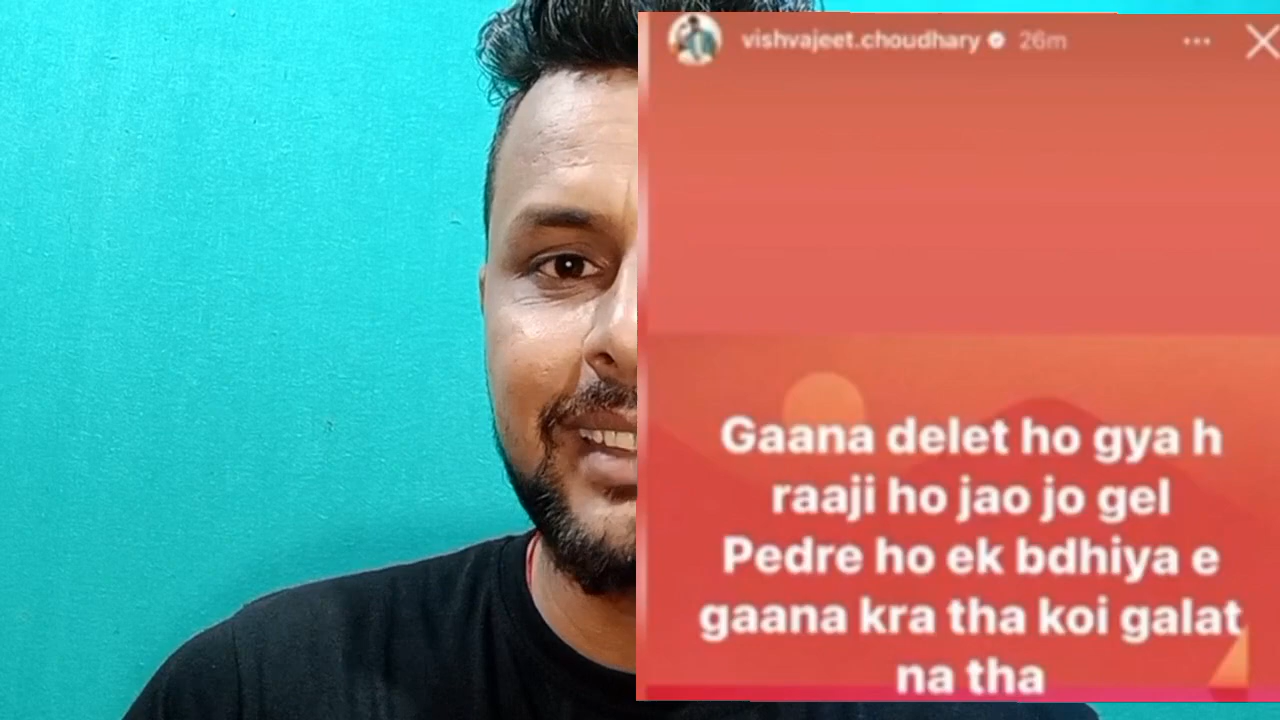 vishvajeet.choudhary 26m
Gaana delet ho gya h
raaji ho jao jo gel
Pedre ho ek bdhiya e
gaana kra tha koi galat
na tha